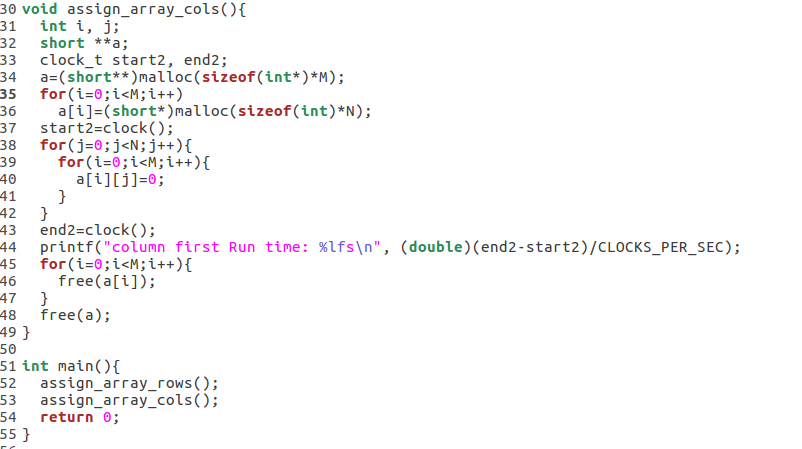 30 void assign_array_cols(){
31   int i, j;
32   short **a;
33   clock_t start2, end2;
34   a=(short**)malloc(sizeof(int*)*M);
35   for(i=0;i<M;i++)
36     a[i]=(short*)malloc(sizeof(int)*N);
37   start2=clock();
38   for(j=0;j<N;j++){
39     for(i=0;i<M;i++){
40       a[i][j]=0;
41     }
42   }
43   end2=clock();
44   printf("column first Run time: %lfs\n", (double)(end2-start2)/CLOCKS_PER_SEC);
45   for(i=0;i<M;i++){
46     free(a[i]);
47   }
48   free(a);
49 }
50
51 int main(){
52   assign_array_rows();
53   assign_array_cols();
54   return 0;
55 }